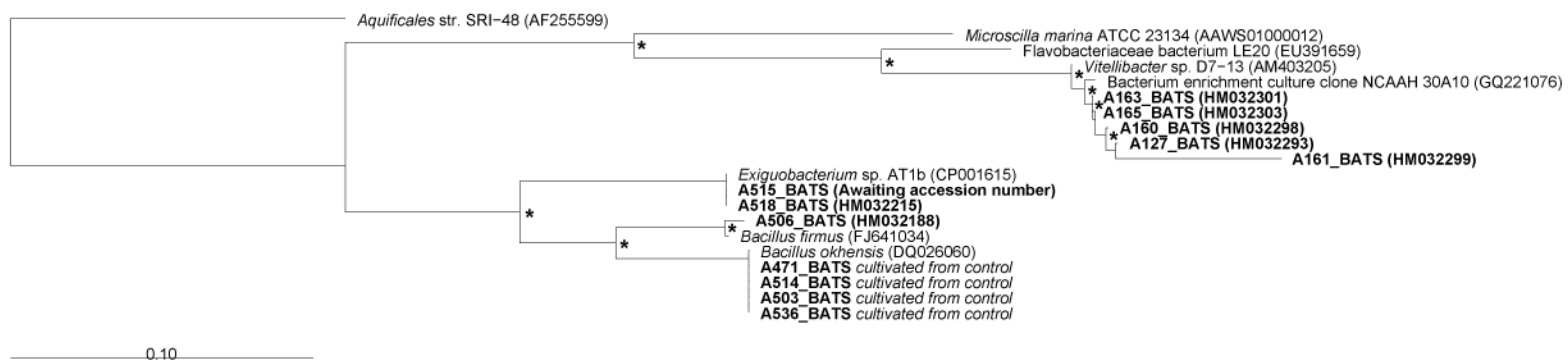 Aquificales str. SRI−48 (AF255599)
Microscilla marina ATCC 23134 (AAWS01000012)
*
Flavobacteriaceae bacterium LE20 (EU391659)
*
Vitellibacter sp. D7−13 (AM403205)
*
Bacterium enrichment culture clone NCAAH 30A10 (GQ221076)
*
A163_BATS (HM032301)
*
A165_BATS (HM032303)
A160_BATS (HM032298)
*
A127_BATS (HM032293)
A161_BATS (HM032299)
Exiguobacterium sp. AT1b (CP001615)
A515_BATS (Awaiting accession number)
A518_BATS (HM032215)
*
A506_BATS (HM032188)
*
Bacillus firmus (FJ641034)
*
Bacillus okhensis (DQ026060)
A471_BATS cultivated from control
A514_BATS cultivated from control
A503_BATS cultivated from control
A536_BATS cultivated from control
0.10